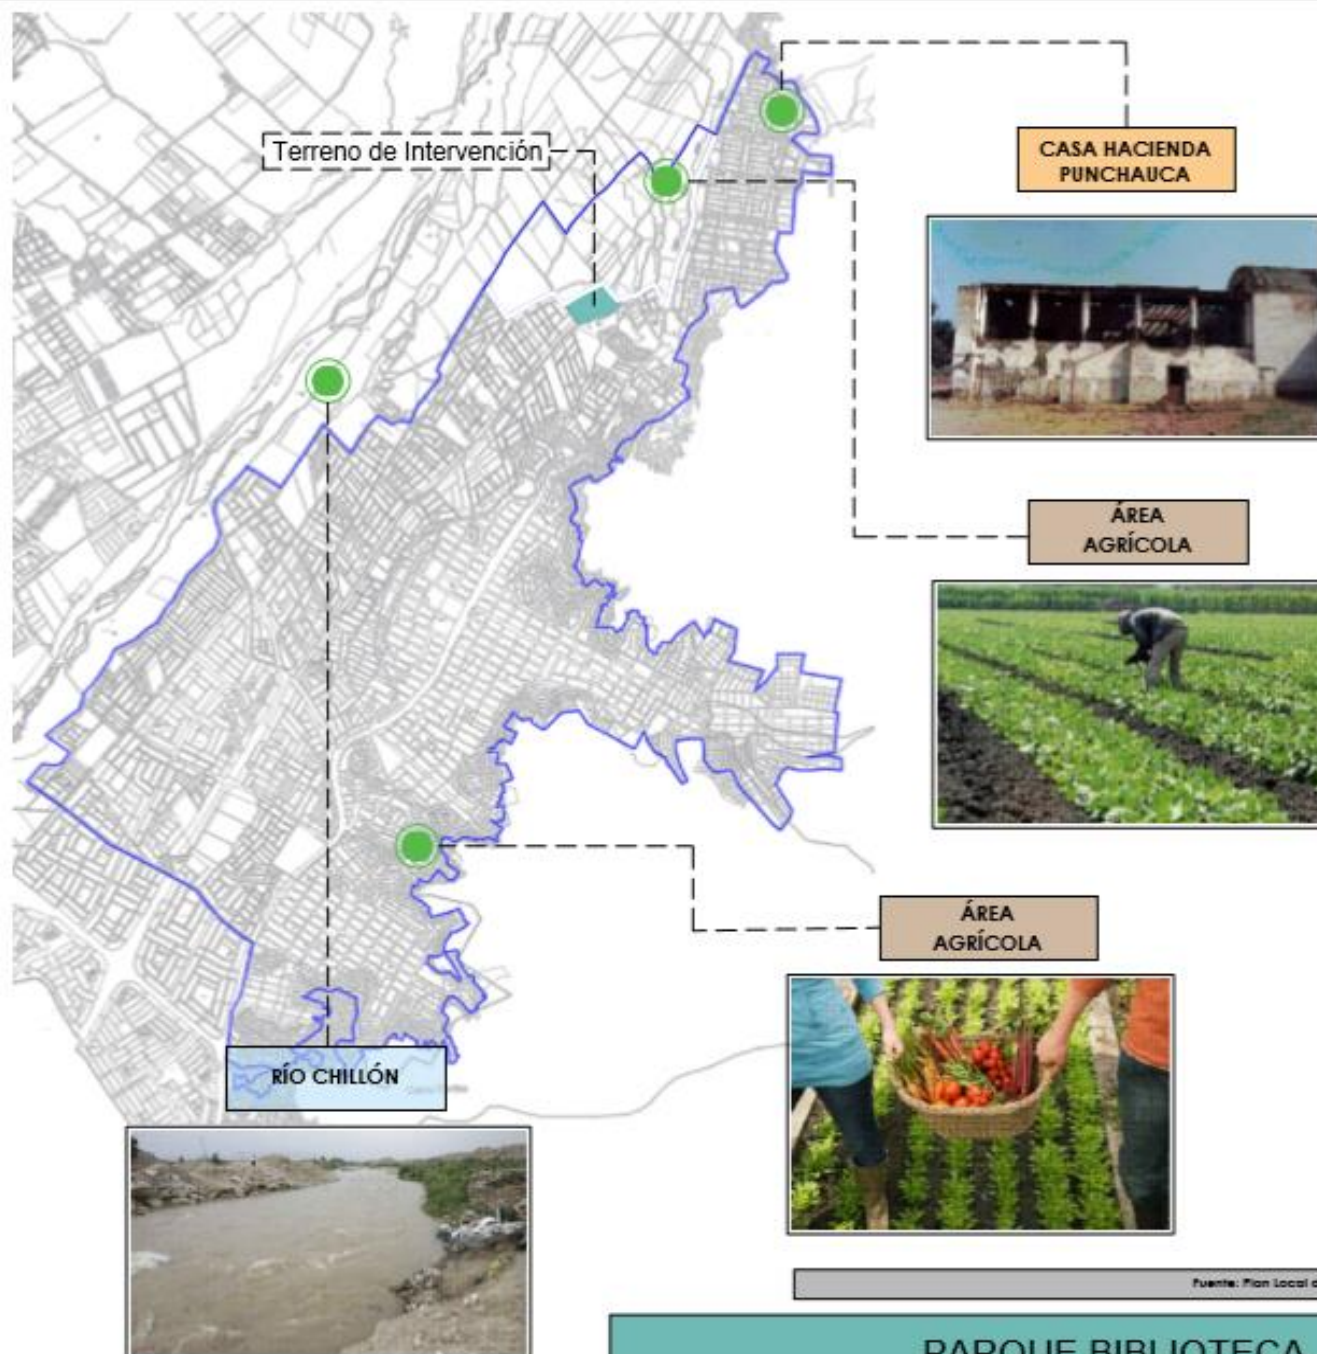 Terreno de Intervención
CASA HACIENDA
PUNCHAUCA
ÁREA
AGRÍCOLA
ÁREA
AGRÍCOLA
RÍO CHILLÓN
Fuente: Plan Local
PARQUE BIBLIOTECA